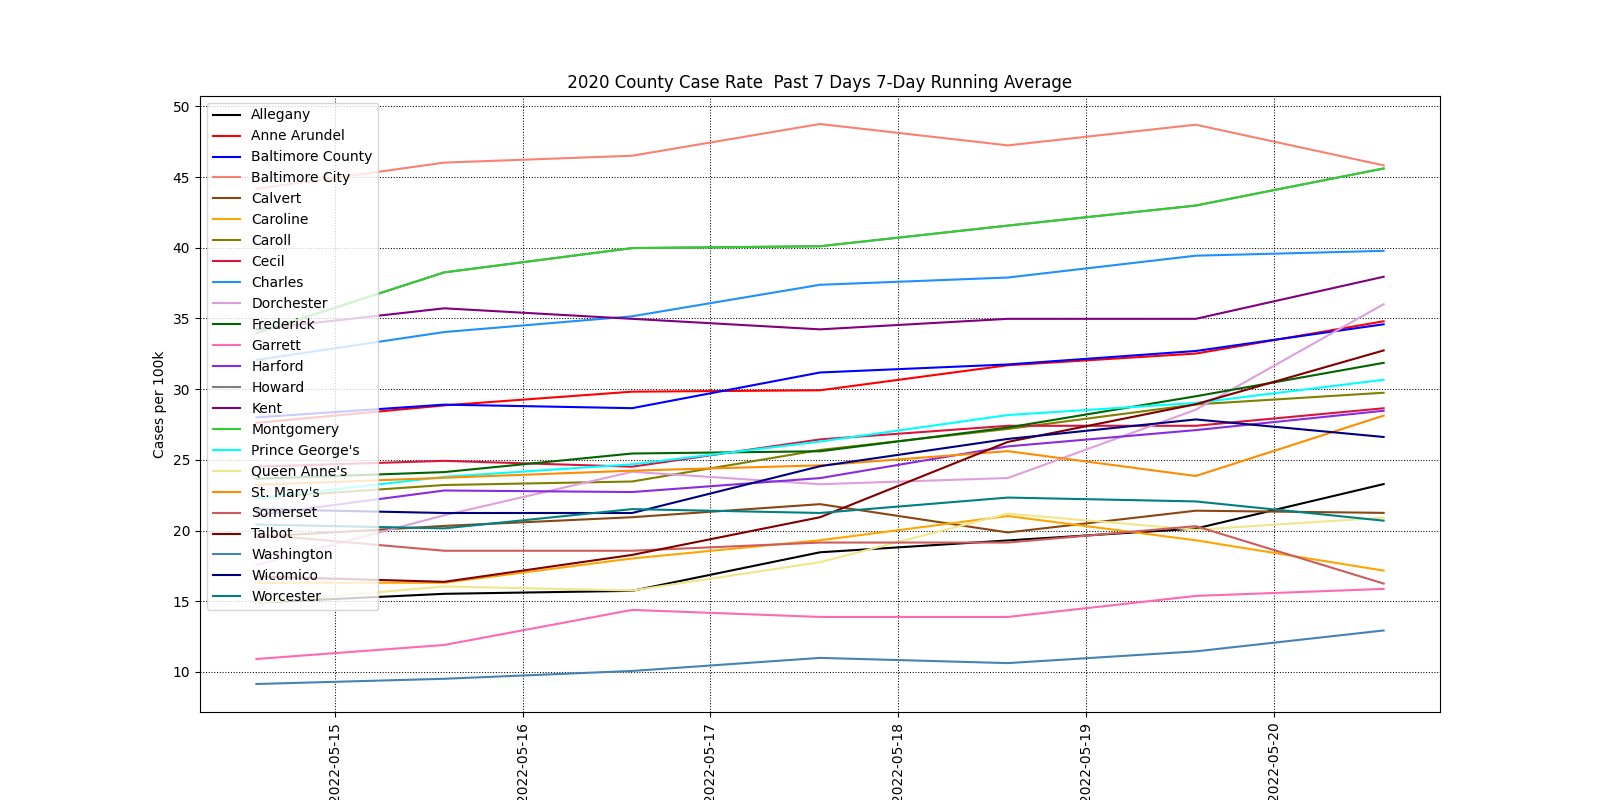 2020 County Case Rate  Past 7 Days 7-Day Running Average
Cases per 100k
50
45
40
35
30
25
20
15
10
Allegany
Anne Arundel
Baltimore County
Baltimore City
Calvert
Caroline
Caroll
Cecil
Charles
Dorchester
Frederick
Garrett
Harford
Howard
Kent
Montgomery
Prince George's
Queen Anne's
St. Mary's
Somerset
Talbot
Washington
Wicomico
Worcester
2022-05-15
2022-05-16
2022-05-17
2022-05-18
2022-05-19
2022-05-20